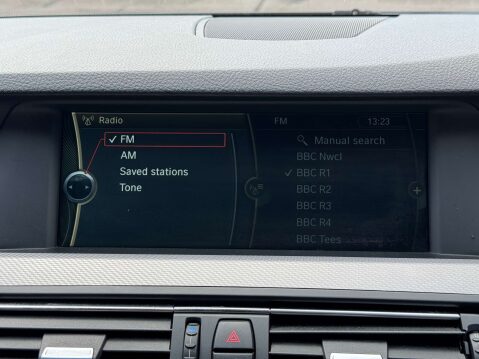 Radio
FM
AM
Saved stations
Tone
FM
13:23
Manual search
BBC Nwcl
BBC R1
BBC R2
BBC R3
BBC R4
BBC Tees